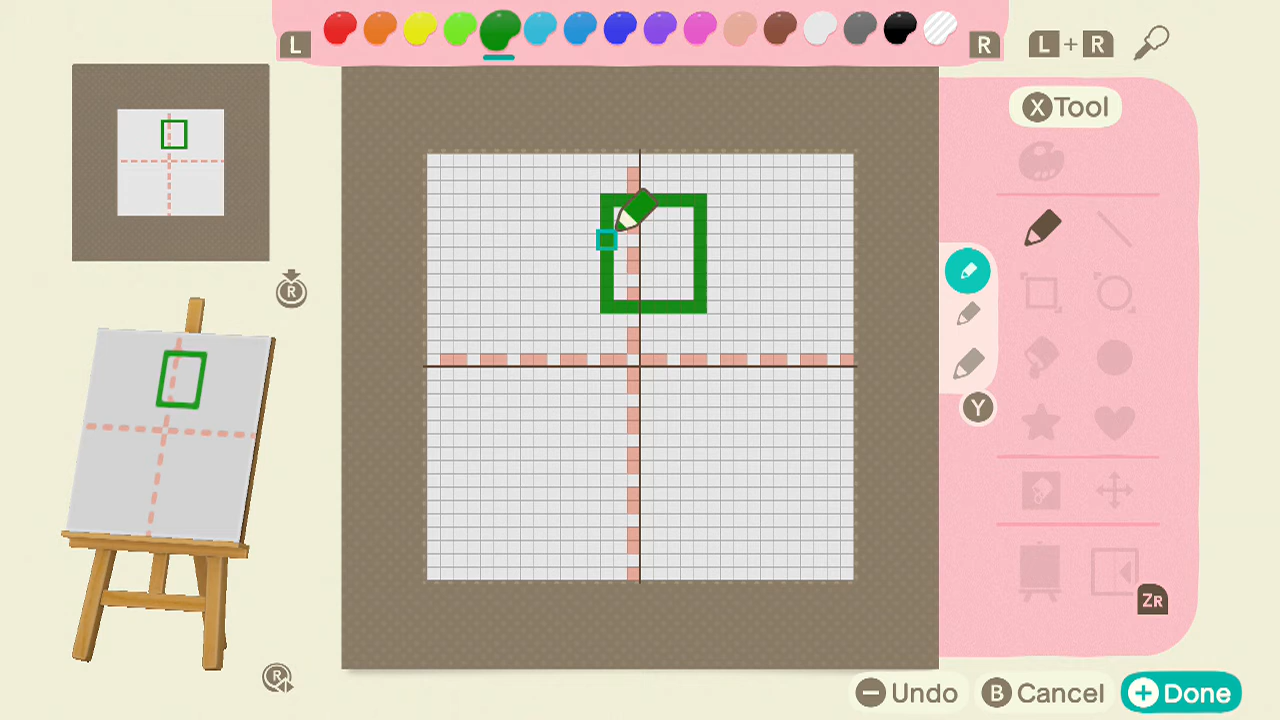 L
R
L + R
X Tool
R
Y
ZR
R
− Undo
B Cancel
+ Done